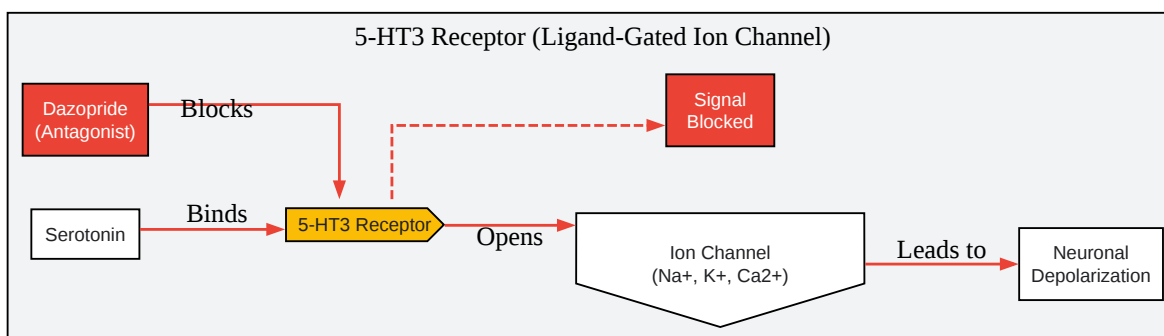 5-HT3 Receptor (Ligand-Gated Ion Channel)
Dazopride
(Antagonist)
Blocks
Signal
Blocked
Serotonin
Binds
5-HT3 Receptor
Opens
Ion Channel
(Na+, K+, Ca2+)
Leads to
Neuronal
Depolarization